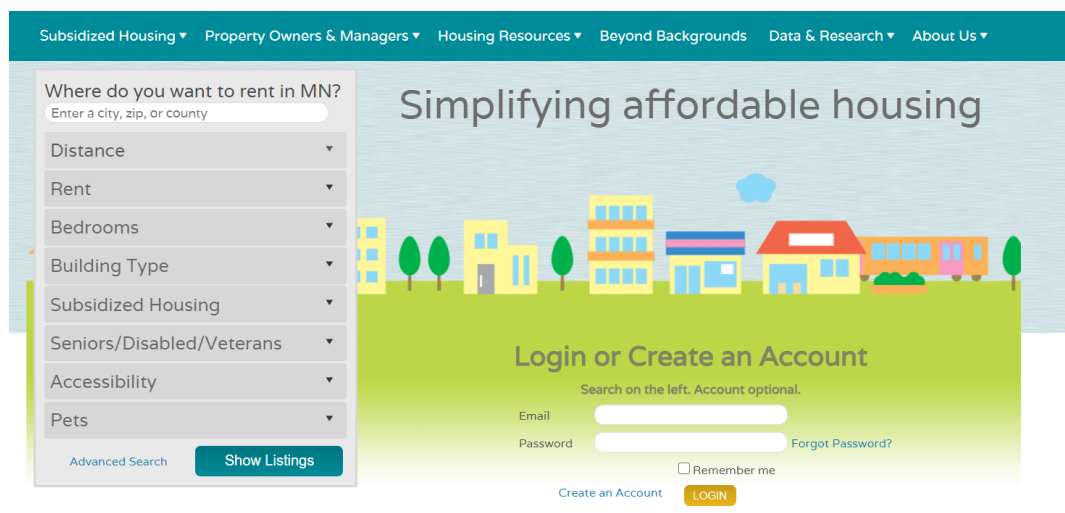 Subsidized Housing ▾ Property Owners & Managers ▾ Housing Resources ▾ Beyond Backgrounds Data & Research ▾ About Us ▾
Where do you want to rent in MN?
Enter a city, zip, or county
Distance
Rent
Bedrooms
Building Type
Subsidized Housing
Seniors/Disabled/Veterans
Accessibility
Pets
Advanced Search Show Listings
Simplifying affordable housing
Login or Create an Account
Search on the left. Account optional.
Email
Password Forgot Password?
Remember me
Create an Account LOGIN